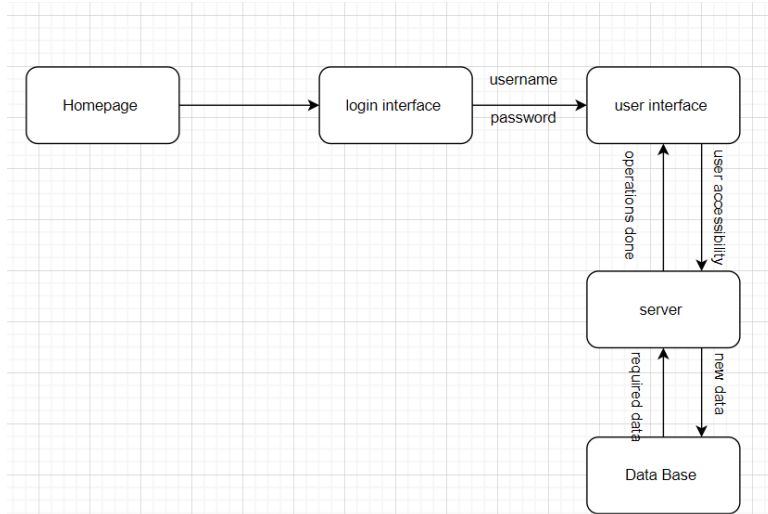 Homepage
login interface
username
password
user interface
operations done
user accessibility
server
required data
new data
Data Base